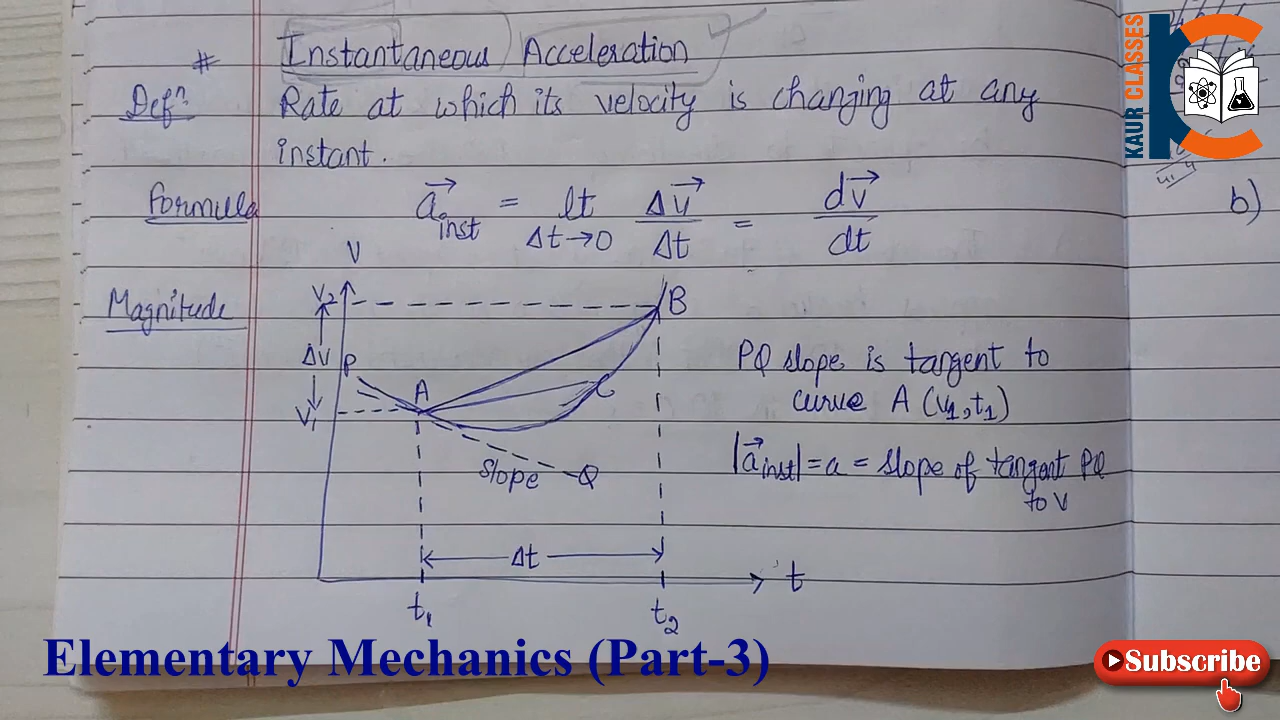 # Instantaneous Acceleration
Defⁿ Rate at which its velocity is changing at any
instant.
Formula a⃗ inst = lt Δt→0 Δv⃗/Δt = dv⃗/dt
Magnitude
V
V₂
B
ΔV
P
A
C
V₁
slope Q
Δt
t
t₁
t₂
PQ slope is tangent to
curve A (v₁,t₁)
|a⃗ inst| = a = slope of tangent PQ
to v
b)
KAUR CLASSES
Elementary Mechanics (Part-3)
Subscribe